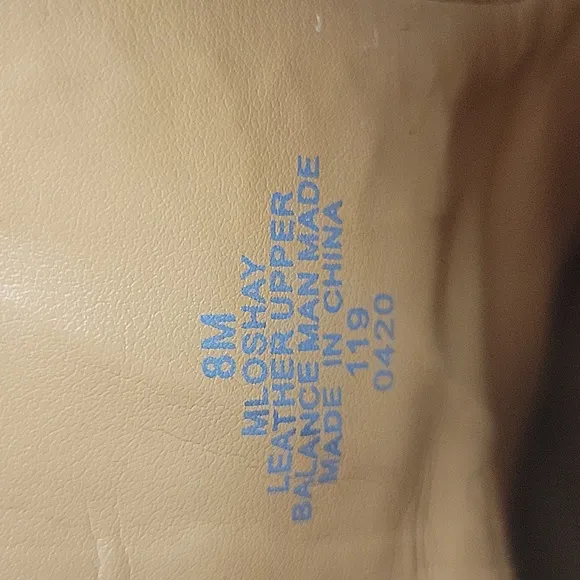 8M
MLOSHAY
LEATHER UPPER
BALANCE MAN MADE
MADE IN CHINA
119
0420